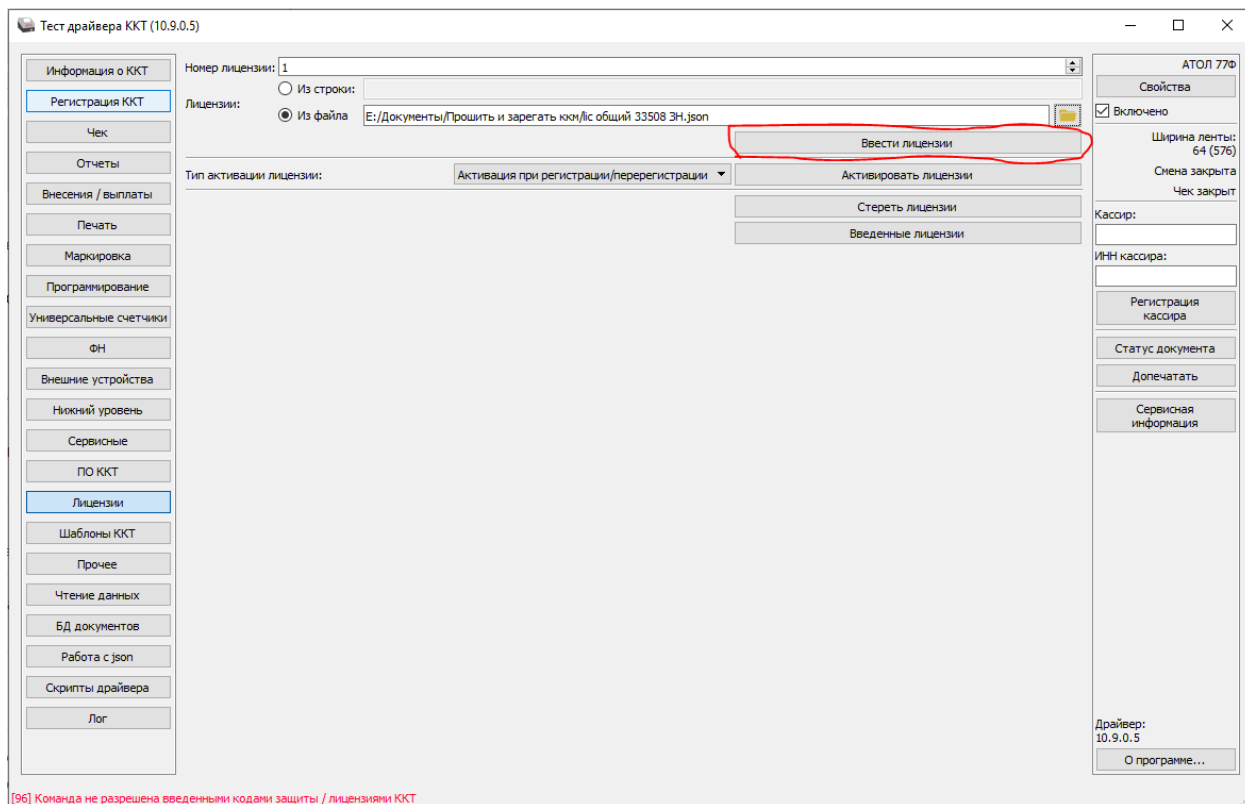 Тест драйвера ККТ (10.9.0.5)
Информация о ККТ
Регистрация ККТ
Чек
Отчеты
Внесения / выплаты
Печать
Маркировка
Программирование
Универсальные счетчики
ФН
Внешние устройства
Нижний уровень
Сервисные
ПО ККТ
Лицензии
Шаблоны ККТ
Прочее
Чтение данных
БД документов
Работа с json
Скрипты драйвера
Лог
Номер лицензии: 1
Лицензии:
Из строки:
Из файла E:/Документы/Прошить и зарегать ккм/lic общий 33508 ЗН.json
Ввести лицензии
Тип активации лицензии: Активация при регистрации/перерегистрации Активировать лицензии
Стереть лицензии
Введенные лицензии
АТОЛ 77Ф
Свойства
Включено
Ширина ленты:
64 (576)
Смена закрыта
Чек закрыт
Кассир:
ИНН кассира:
Регистрация
кассира
Статус документа
Допечатать
Сервисная
информация
Драйвер:
10.9.0.5
О программе...
[96] Команда не разрешена введенными кодами защиты / лицензиями ККТ